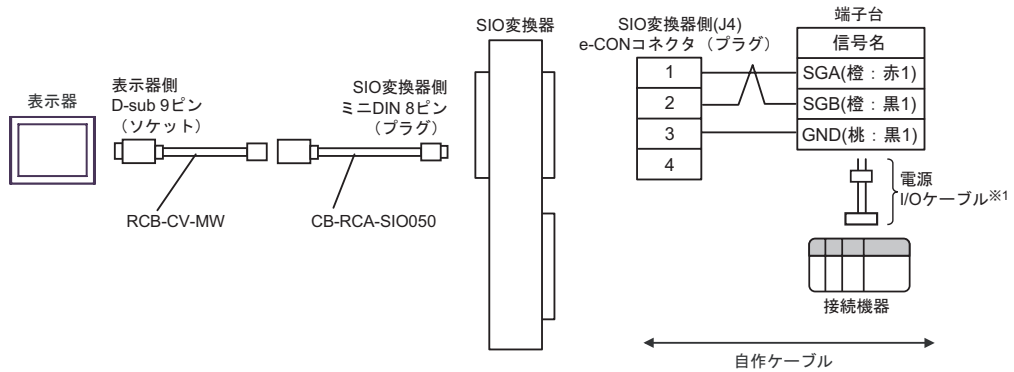 表示器
表示器側
D-sub 9ピン
（ソケット）
RCB-CV-MW
SIO変換器側
ミニDIN 8ピン
（プラグ）
CB-RCA-SIO050
SIO変換器
SIO変換器側(J4)
e-CONコネクタ（プラグ）
1
2
3
4
端子台
信号名
SGA(橙：赤1)
SGB(橙：黒1)
GND(桃：黒1)
電源
I/Oケーブル※1
接続機器
自作ケーブル